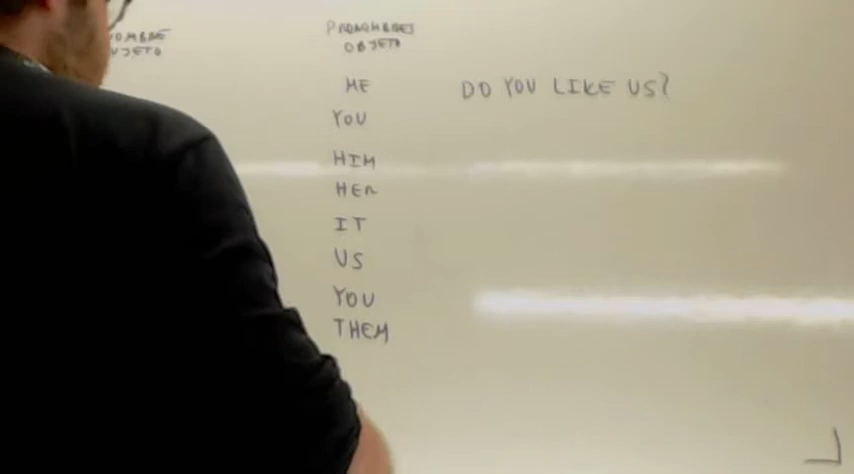 PRONOMBRES
OBJETO
ME
YOU
HIM
HER
IT
US
YOU
THEM
DO YOU LIKE US?